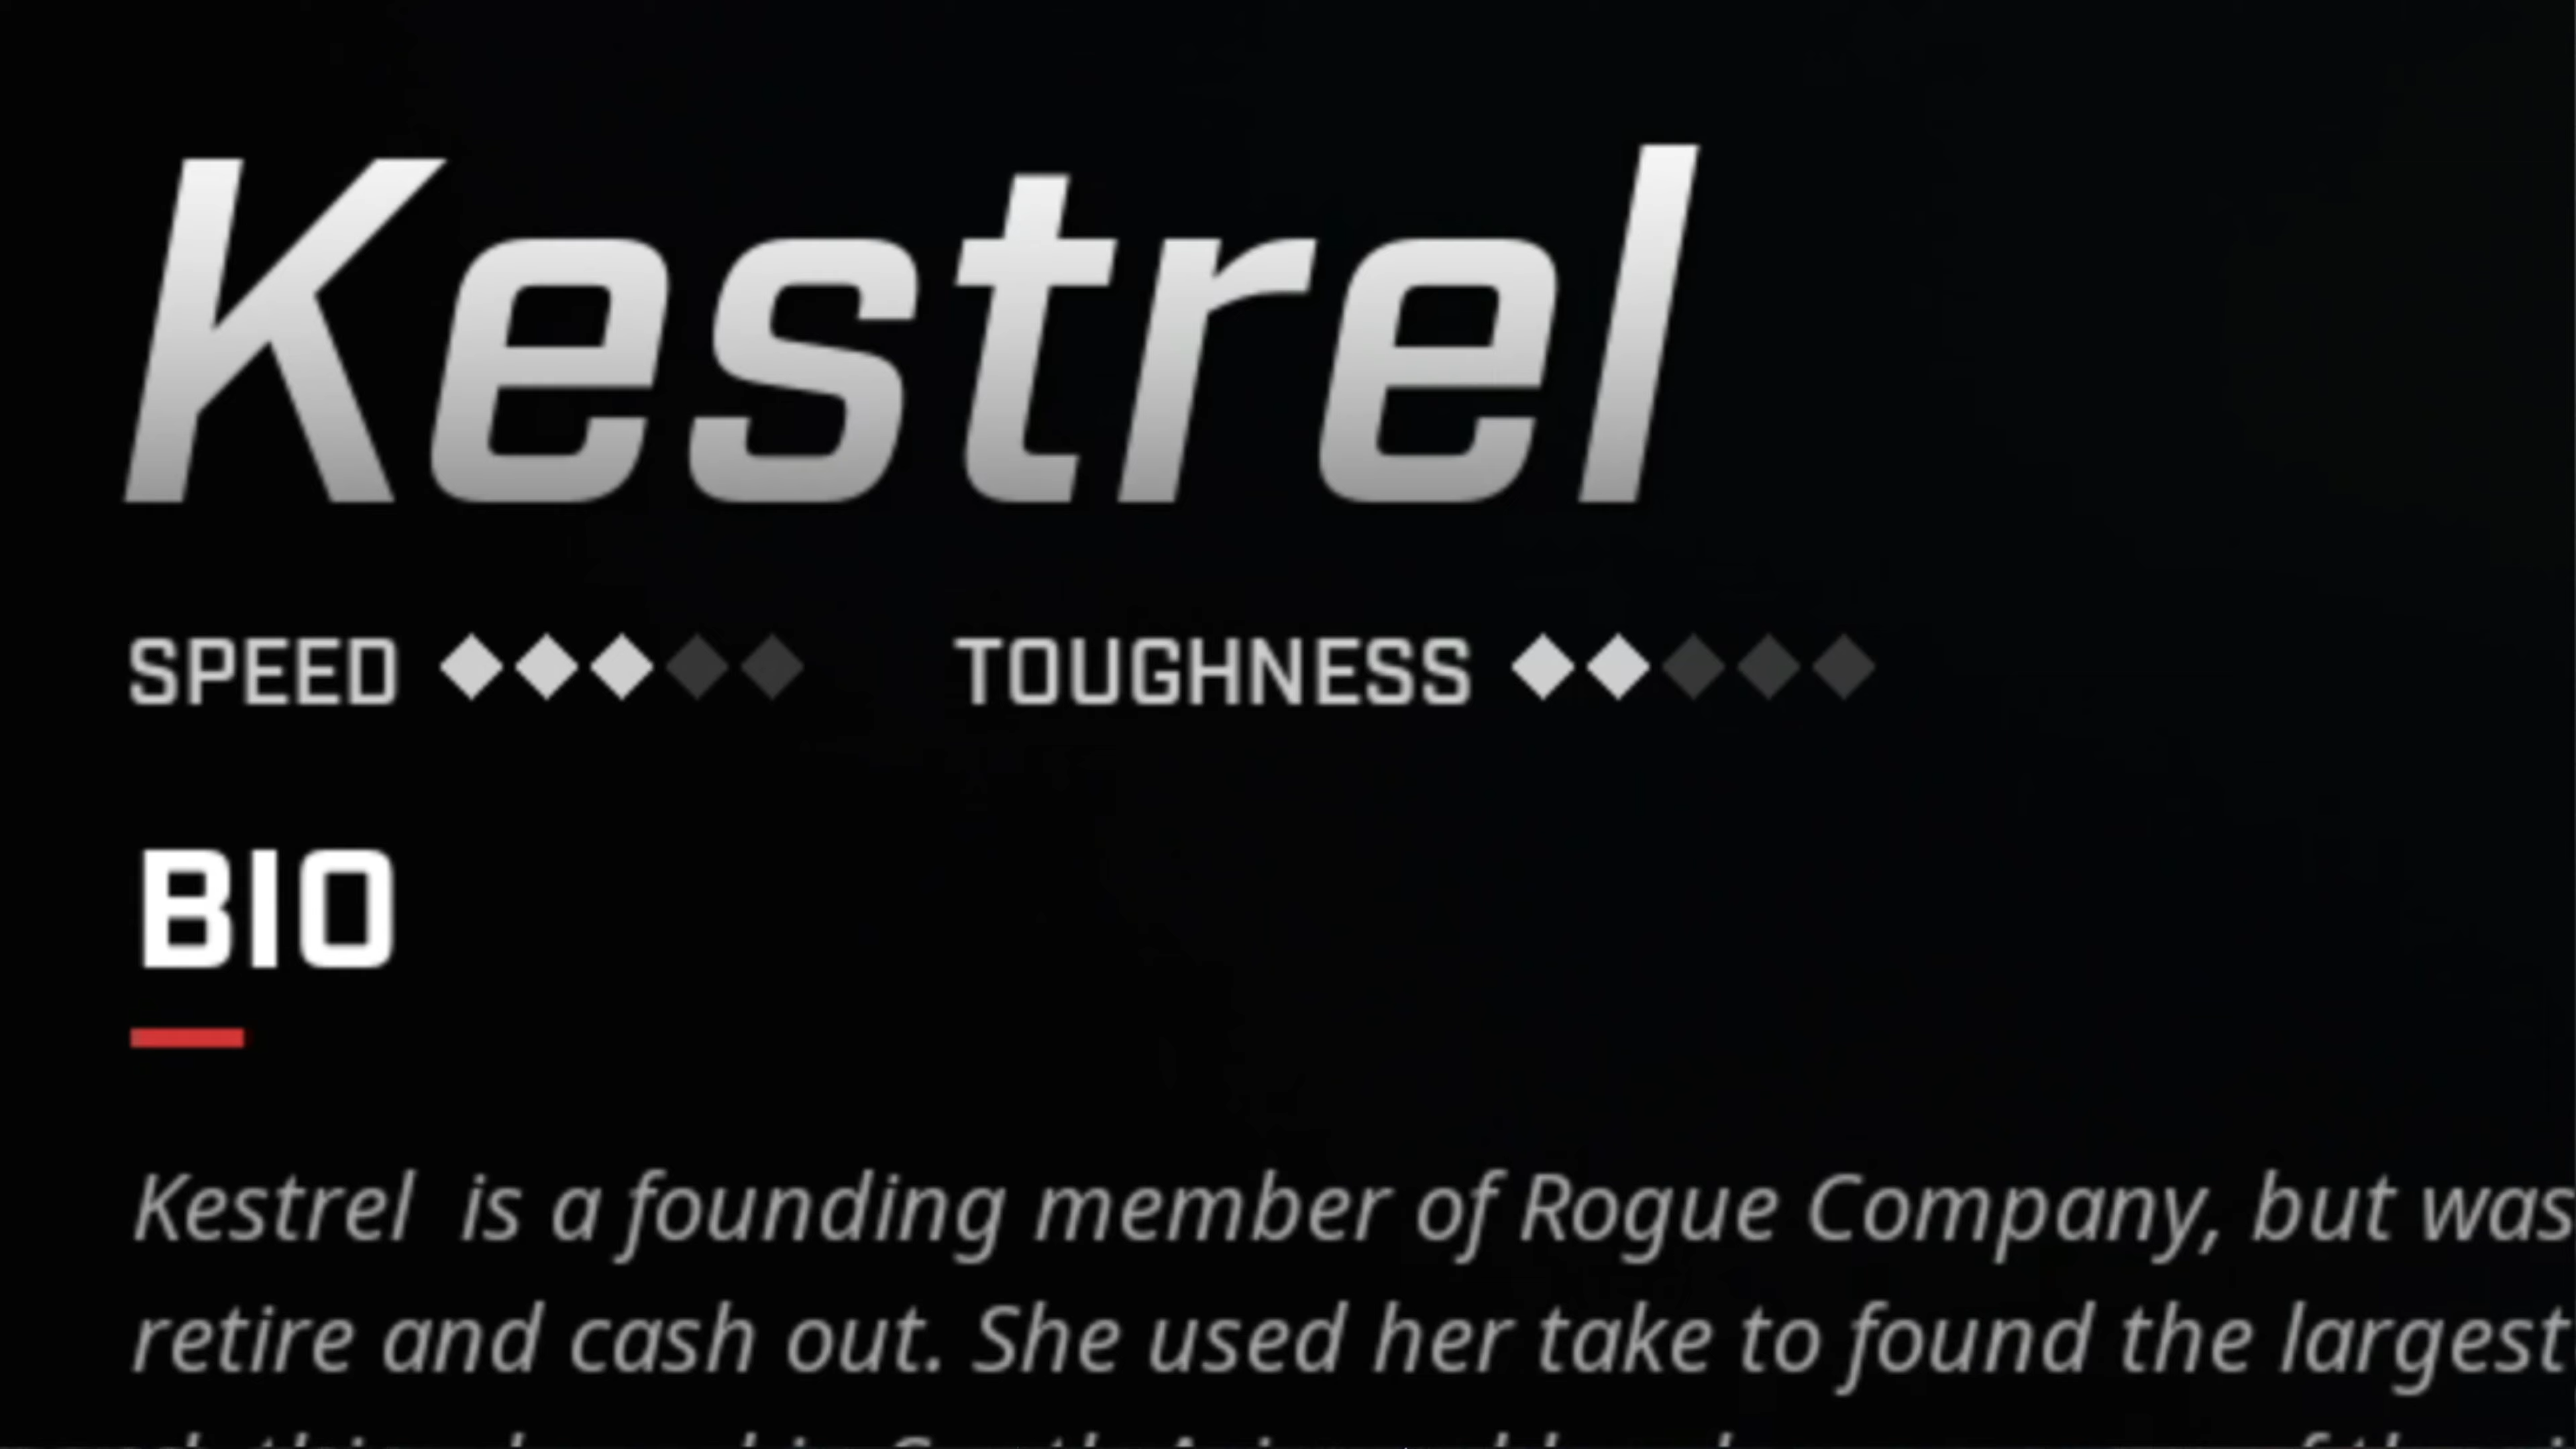 Kestrel
SPEED TOUGHNESS
BIO
Kestrel is a founding member of Rogue Company, but was
retire and cash out. She used her take to found the largest